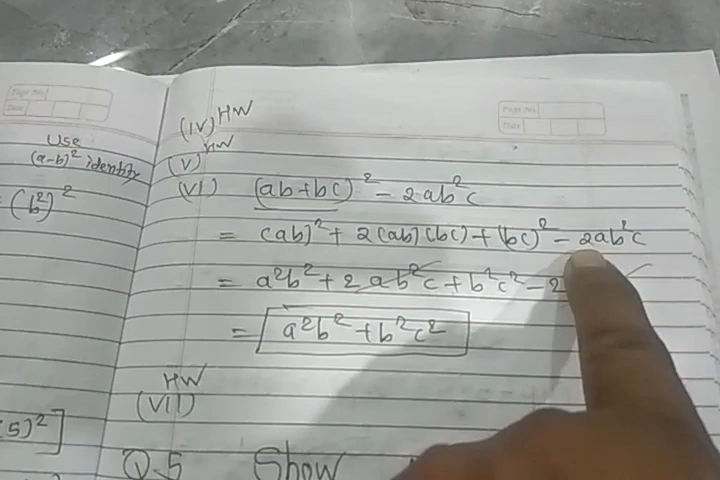 Page No.
Date
Use
(a-b)² identity
= (b²)²
5)²]
Page No.
Date
(IV) HW
(V) HW
(VI) (ab+bc)² - 2ab²c
= (ab)² + 2(ab)(bc) + (bc)² - 2ab²c
= a²b² + 2ab²c + b²c² - 2
= a²b² + b²c²
HW
(VII)
Q.5 Show